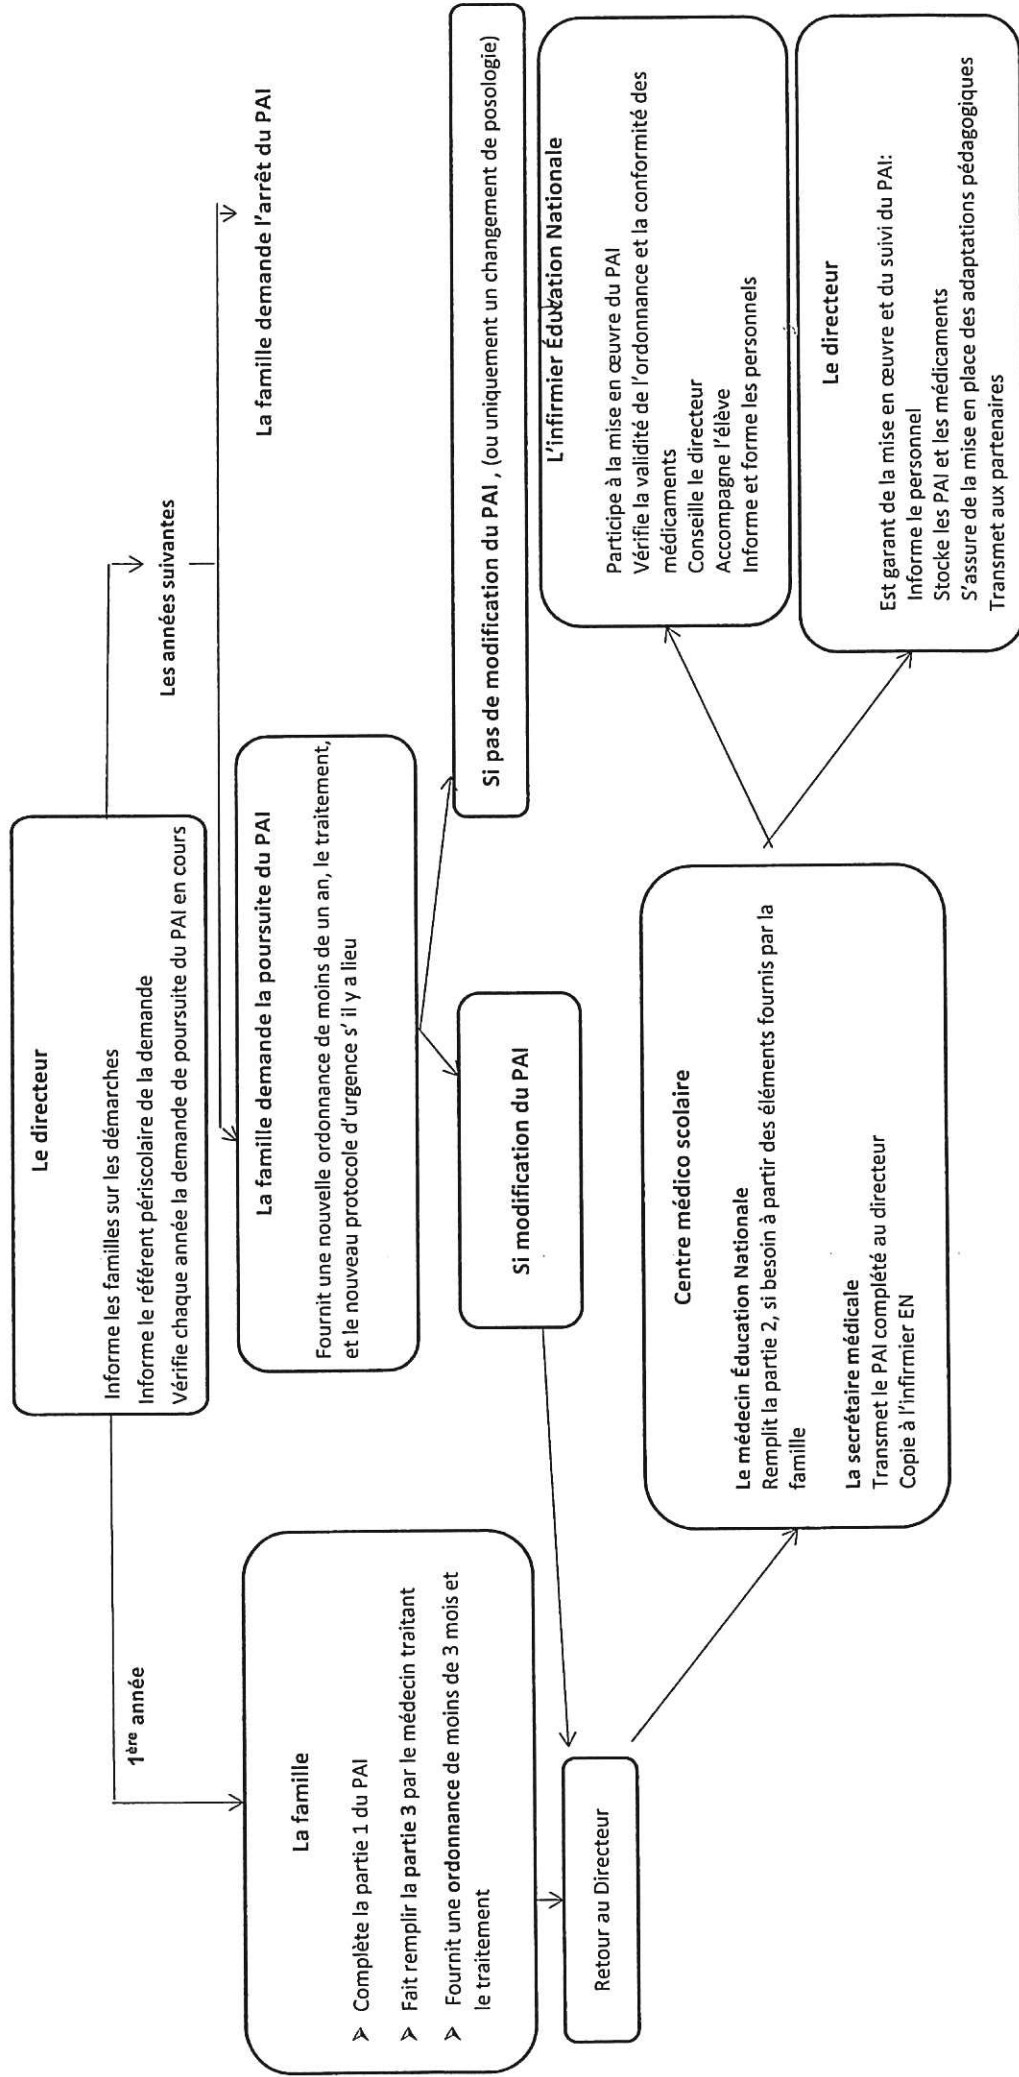 Le directeur
Informe les familles sur les démarches
Informe le référent périscolaire de la demande
Vérifie chaque année la demande de poursuite du PAI en cours
1ère année
Les années suivantes
La famille
➢ Complète la partie 1 du PAI
➢ Fait remplir la partie 3 par le médecin traitant
➢ Fournit une ordonnance de moins de 3 mois et
le traitement
La famille demande la poursuite du PAI
Fournit une nouvelle ordonnance de moins de un an, le traitement,
et le nouveau protocole d'urgence s' il y a lieu
La famille demande l'arrêt du PAI
Si modification du PAI
Si pas de modification du PAI , (ou uniquement un changement de posologie)
Retour au Directeur
Centre médico scolaire
Le médecin Éducation Nationale
Remplit la partie 2, si besoin à partir des éléments fournis par la
famille
La secrétaire médicale
Transmet le PAI complété au directeur
Copie à l'infirmier EN
L'infirmier Éducation Nationale
Participe à la mise en œuvre du PAI
Vérifie la validité de l'ordonnance et la conformité des
médicaments
Conseille le directeur
Accompagne l'élève
Informe et forme les personnels
Le directeur
Est garant de la mise en œuvre et du suivi du PAI:
Informe le personnel
Stocke les PAI et les médicaments
S'assure de la mise en place des adaptations pédagogiques
Transmet aux partenaires